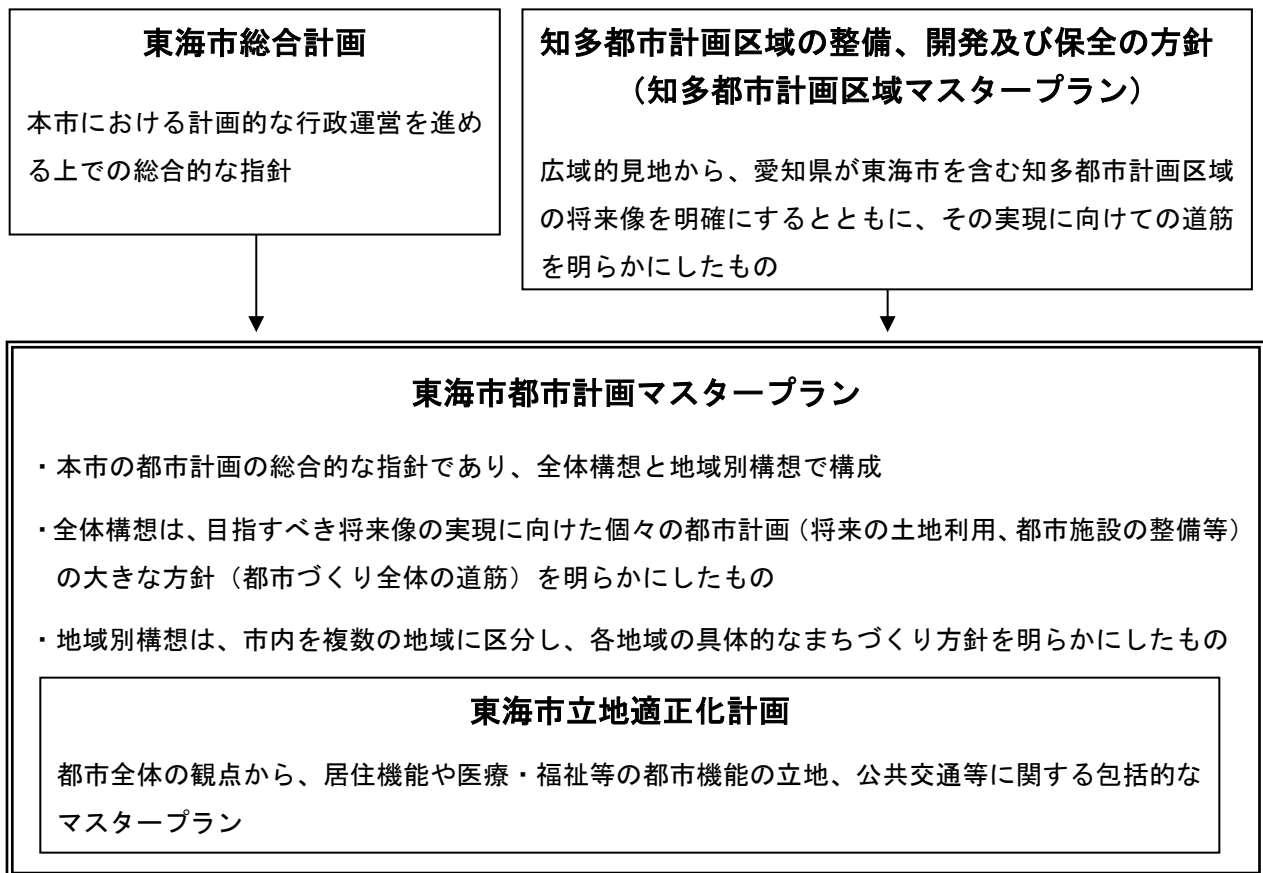 東海市総合計画
本市における計画的な行政運営を進め
る上での総合的な指針
知多都市計画区域の整備、開発及び保全の方針
（知多都市計画区域マスタープラン）
広域的見地から、愛知県が東海市を含む知多都市計画区域
の将来像を明確にするとともに、その実現に向けての道筋
を明らかにしたもの
東海市都市計画マスタープラン
・本市の都市計画の総合的な指針であり、全体構想と地域別構想で構成
・全体構想は、目指すべき将来像の実現に向けた個々の都市計画（将来の土地利用、都市施設の整備等）
の大きな方針（都市づくり全体の道筋）を明らかにしたもの
・地域別構想は、市内を複数の地域に区分し、各地域の具体的なまちづくり方針を明らかにしたもの
東海市立地適正化計画
都市全体の観点から、居住機能や医療・福祉等の都市機能の立地、公共交通等に関する包括的な
マスタープラン